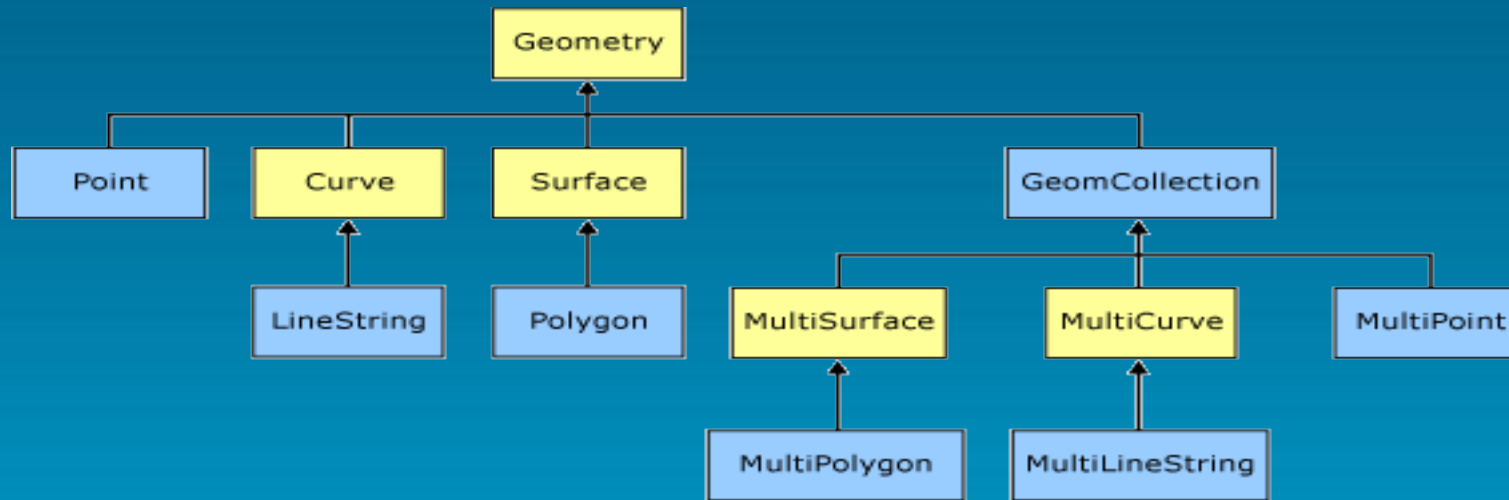 Geometry
Point
Curve
Surface
GeomCollection
LineString
Polygon
MultiSurface
MultiCurve
MultiPoint
MultiPolygon
MultiLineString